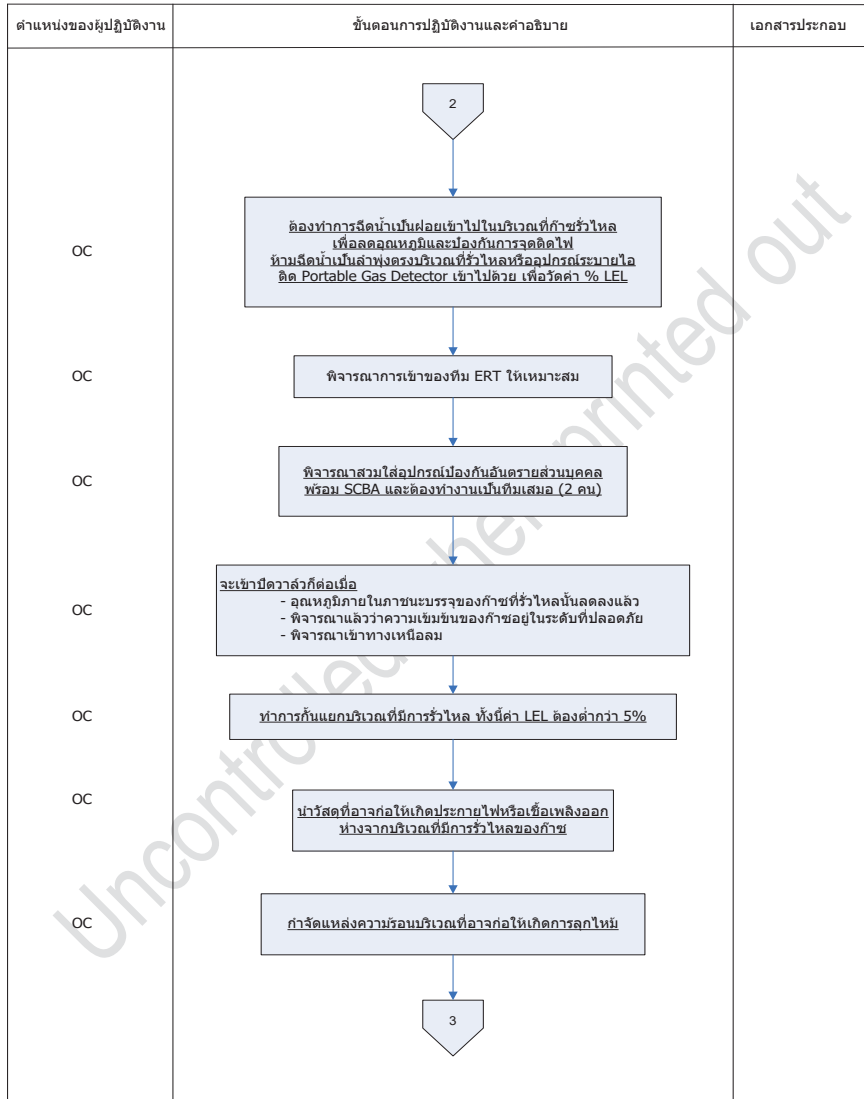 ตำแหน่งของผู้ปฏิบัติงาน
ขั้นตอนการปฏิบัติงานและคำอธิบาย
เอกสารประกอบ
2
OC
ต้องทำการฉีดน้ำเป็นฝอยเข้าไปในบริเวณที่ก๊าซรั่วไหล
เพื่อลดอุณหภูมิและป้องกันการจุดติดไฟ
ห้ามฉีดน้ำเป็นลำพุ่งตรงบริเวณที่รั่วไหลหรืออุปกรณ์ระบายไอ
ติด Portable Gas Detector เข้าไปด้วย เพื่อวัดค่า % LEL
OC
พิจารณาการเข้าของทีม ERT ให้เหมาะสม
OC
พิจารณาสวมใส่อุปกรณ์ป้องกันอันตรายส่วนบุคคล
พร้อม SCBA และต้องทำงานเป็นทีมเสมอ (2 คน)
OC
จะเข้าปิดวาล์วก็ต่อเมื่อ
- อุณหภูมิภายในภาชนะบรรจุของก๊าซที่รั่วไหลนั้นลดลงแล้ว
- พิจารณาแล้วว่าความเข้มข้นของก๊าซอยู่ในระดับที่ปลอดภัย
- พิจารณาเข้าทางเหนือลม
OC
ทำการกั้นแยกบริเวณที่มีการรั่วไหล ทั้งนี้ค่า LEL ต้องต่ำกว่า 5%
OC
นำวัสดุที่อาจก่อให้เกิดประกายไฟหรือเชื้อเพลิงออก
ห่างจากบริเวณที่มีการรั่วไหลของก๊าซ
OC
กำจัดแหล่งความร้อนบริเวณที่อาจก่อให้เกิดการลุกไหม้
3